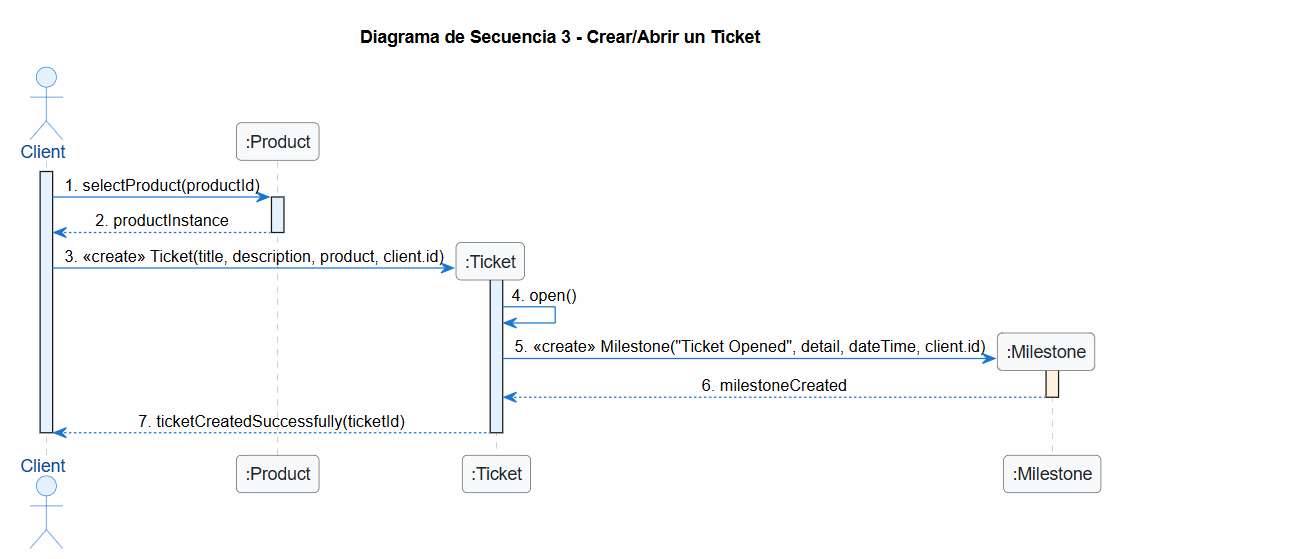 Diagrama de Secuencia 3 - Crear/Abrir un Ticket
Client
:Product
1. selectProduct(productId)
2. productInstance
3. «create» Ticket(title, description, product, client.id)
:Ticket
4. open()
5. «create» Milestone("Ticket Opened", detail, dateTime, client.id)
:Milestone
6. milestoneCreated
7. ticketCreatedSuccessfully(ticketId)
Client
:Product
:Ticket
:Milestone